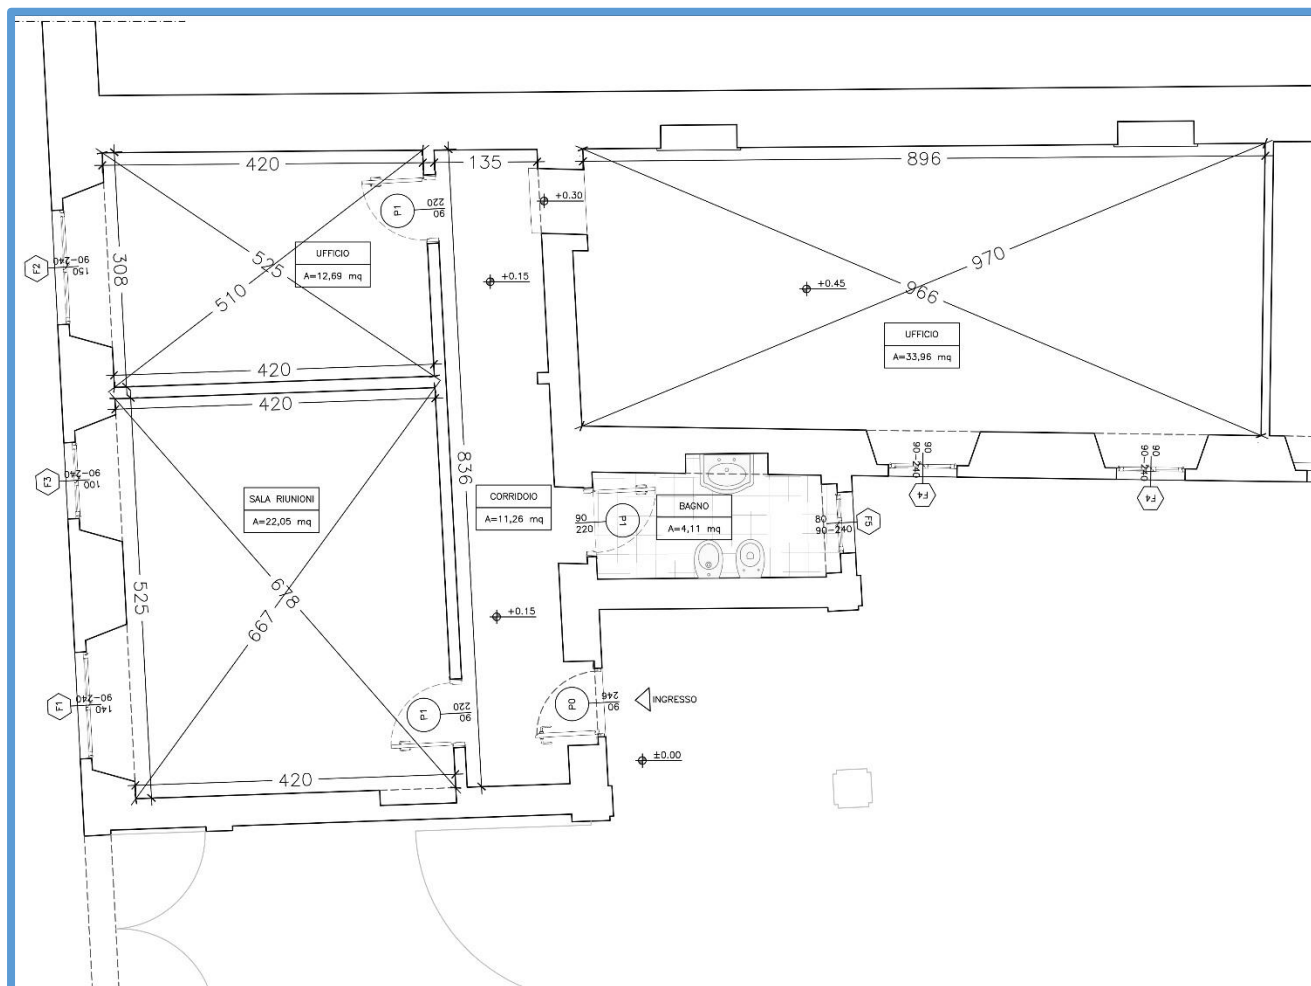 420
135
896
+0.30
P1
90
220
UFFICIO
A=12,69 mq
F2
90-240
150
308
525
510
+0.15
+0.45
970
966
UFFICIO
A=33,96 mq
420
420
F3
90-240
100
836
SALA RIUNIONI
A=22,05 mq
CORRIDOIO
A=11,26 mq
90
220
P1
BAGNO
A=4,11 mq
80
90-240
F5
90
90-240
F4
90
90-240
F4
525
678
667
+0.15
F1
90-240
140
P1
90
220
P0
90
246
INGRESSO
±0.00
420